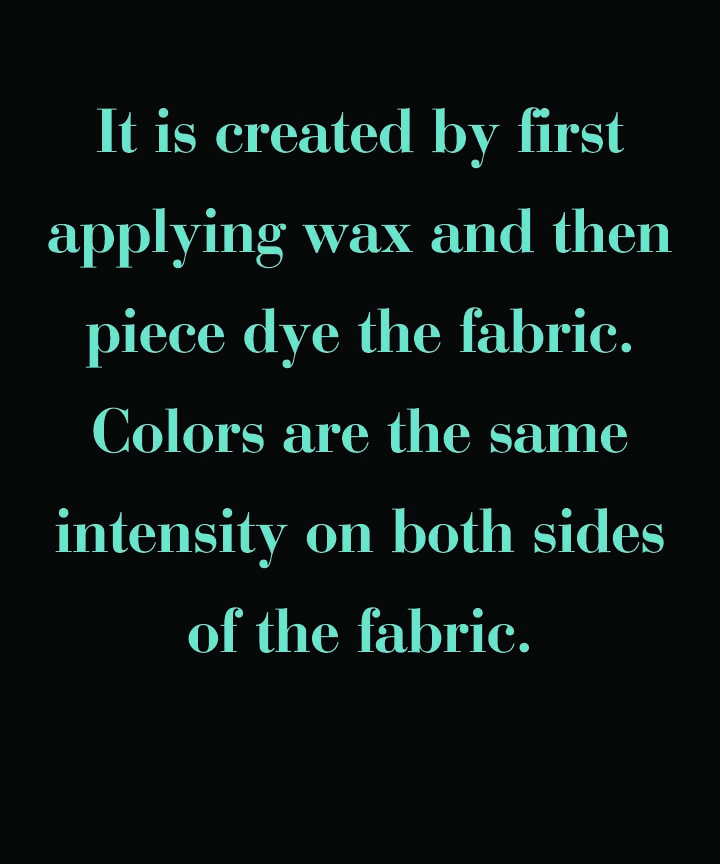 It is created by first
applying wax and then
piece dye the fabric.
Colors are the same
intensity on both sides
of the fabric.